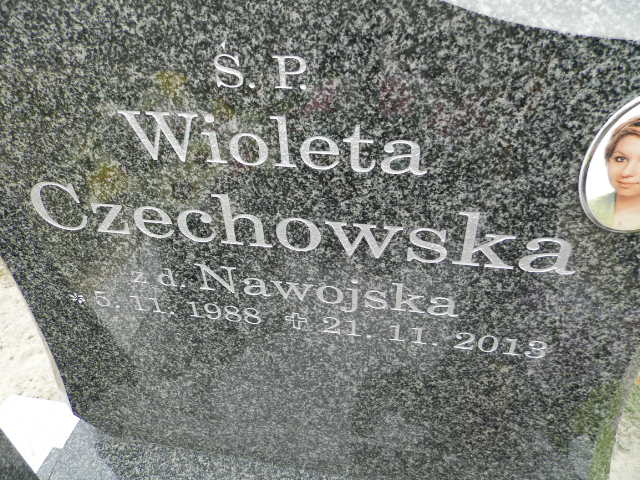 Ś. P.
Wioleta
Czechowska
z d. Nawojska
* 5. 11. 1988 ✝ 21. 11. 2013